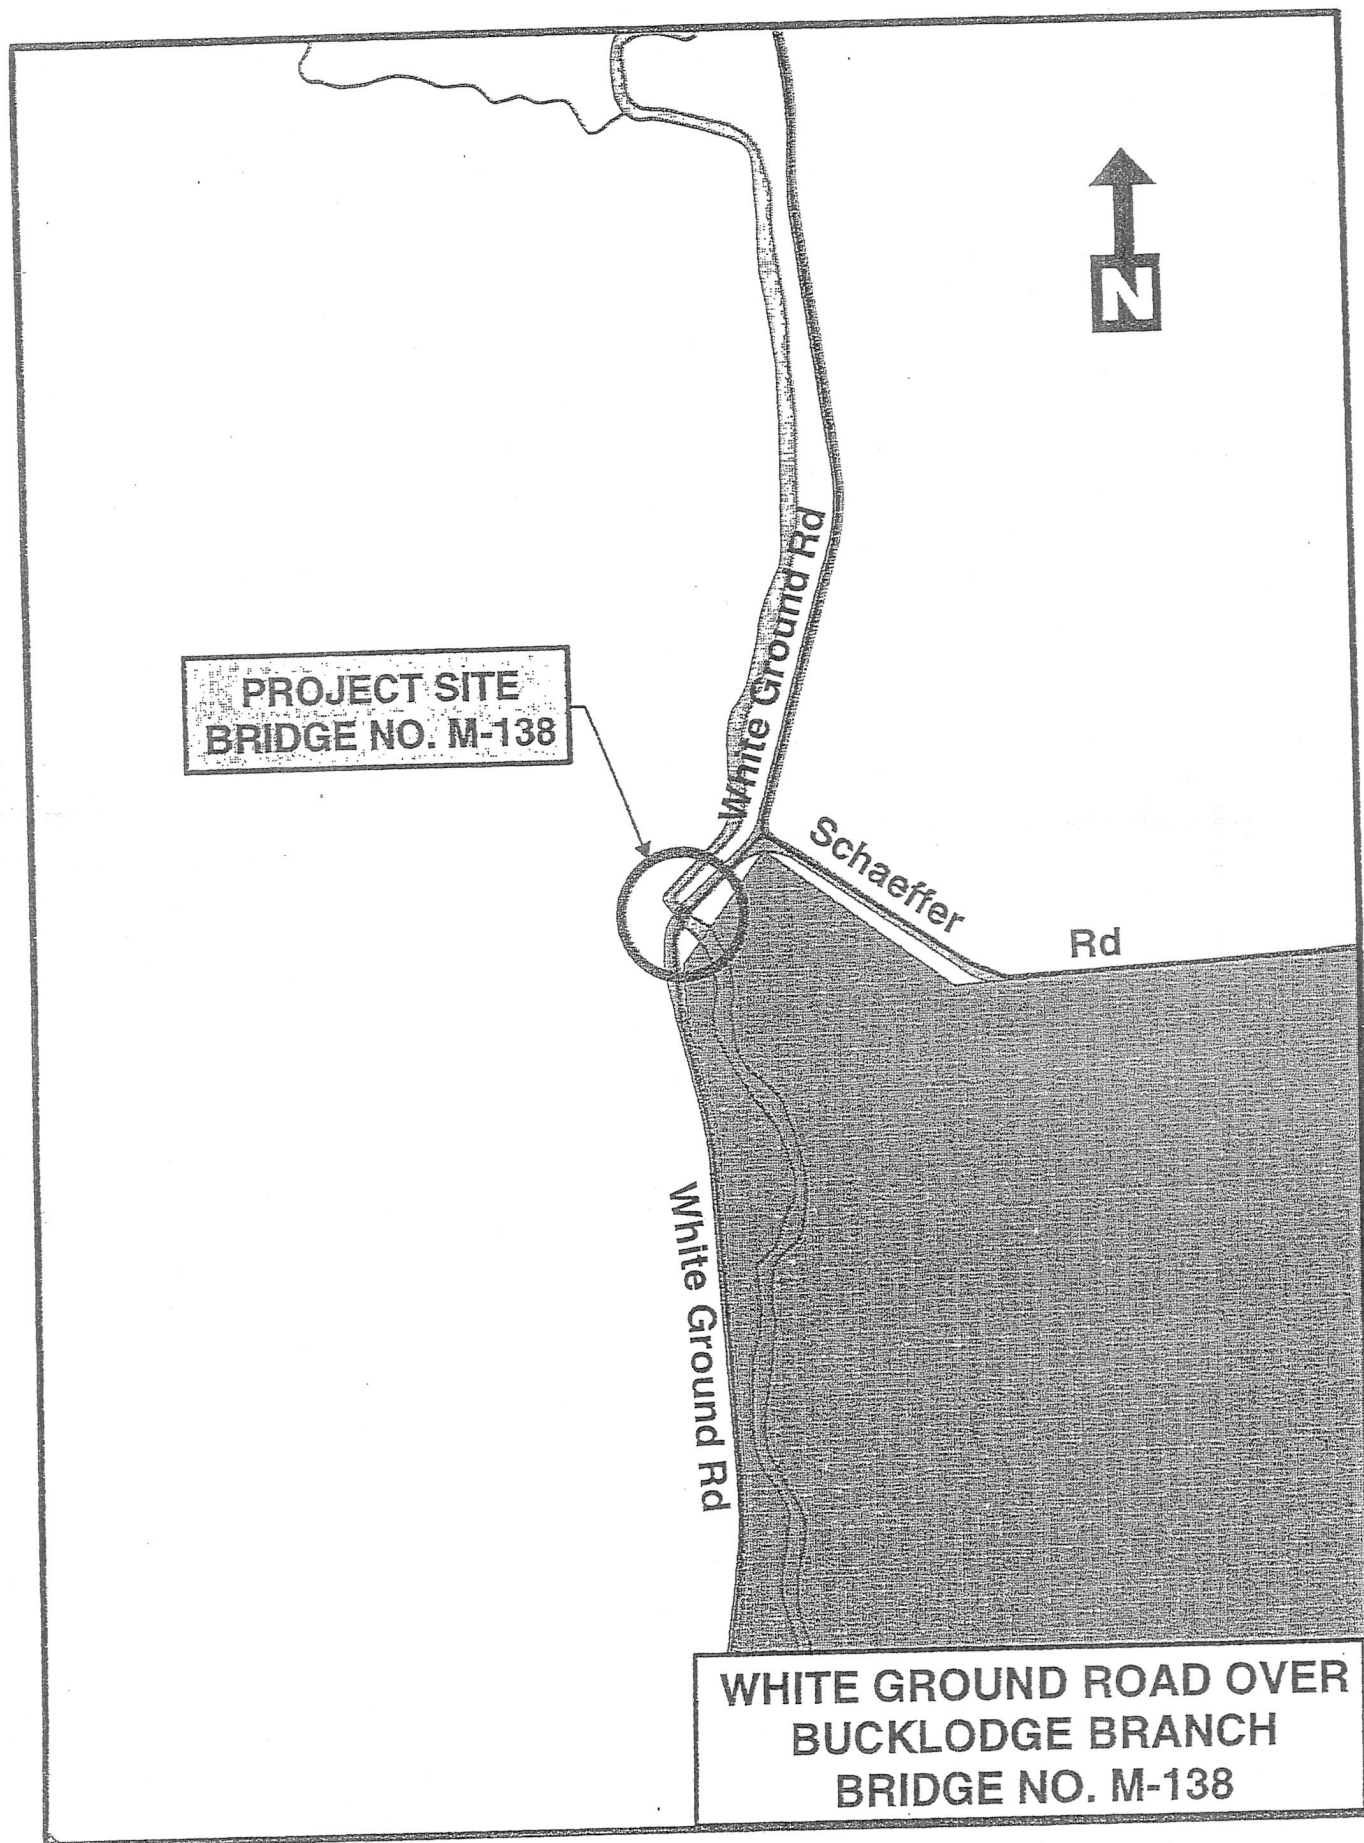 N
White Ground Rd
PROJECT SITE
BRIDGE NO. M-138
Schaeffer
Rd
White Ground Rd
WHITE GROUND ROAD OVER
BUCKLODGE BRANCH
BRIDGE NO. M-138